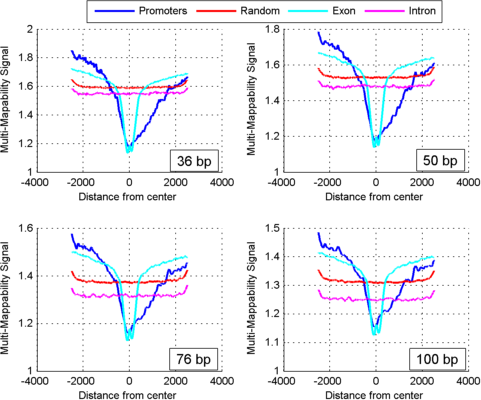 Promoters Random Exon Intron
Multi-Mappability Signal
2
1.8
1.6
1.4
1.2
1
-4000 -2000 0 2000 4000
Distance from center
36 bp
Multi-Mappability Signal
1.8
1.6
1.4
1.2
1
-4000 -2000 0 2000 4000
Distance from center
50 bp
Multi-Mappability Signal
1.6
1.4
1.2
1
-4000 -2000 0 2000 4000
Distance from center
76 bp
Multi-Mappability Signal
1.5
1.4
1.3
1.2
1.1
1
-4000 -2000 0 2000 4000
Distance from center
100 bp